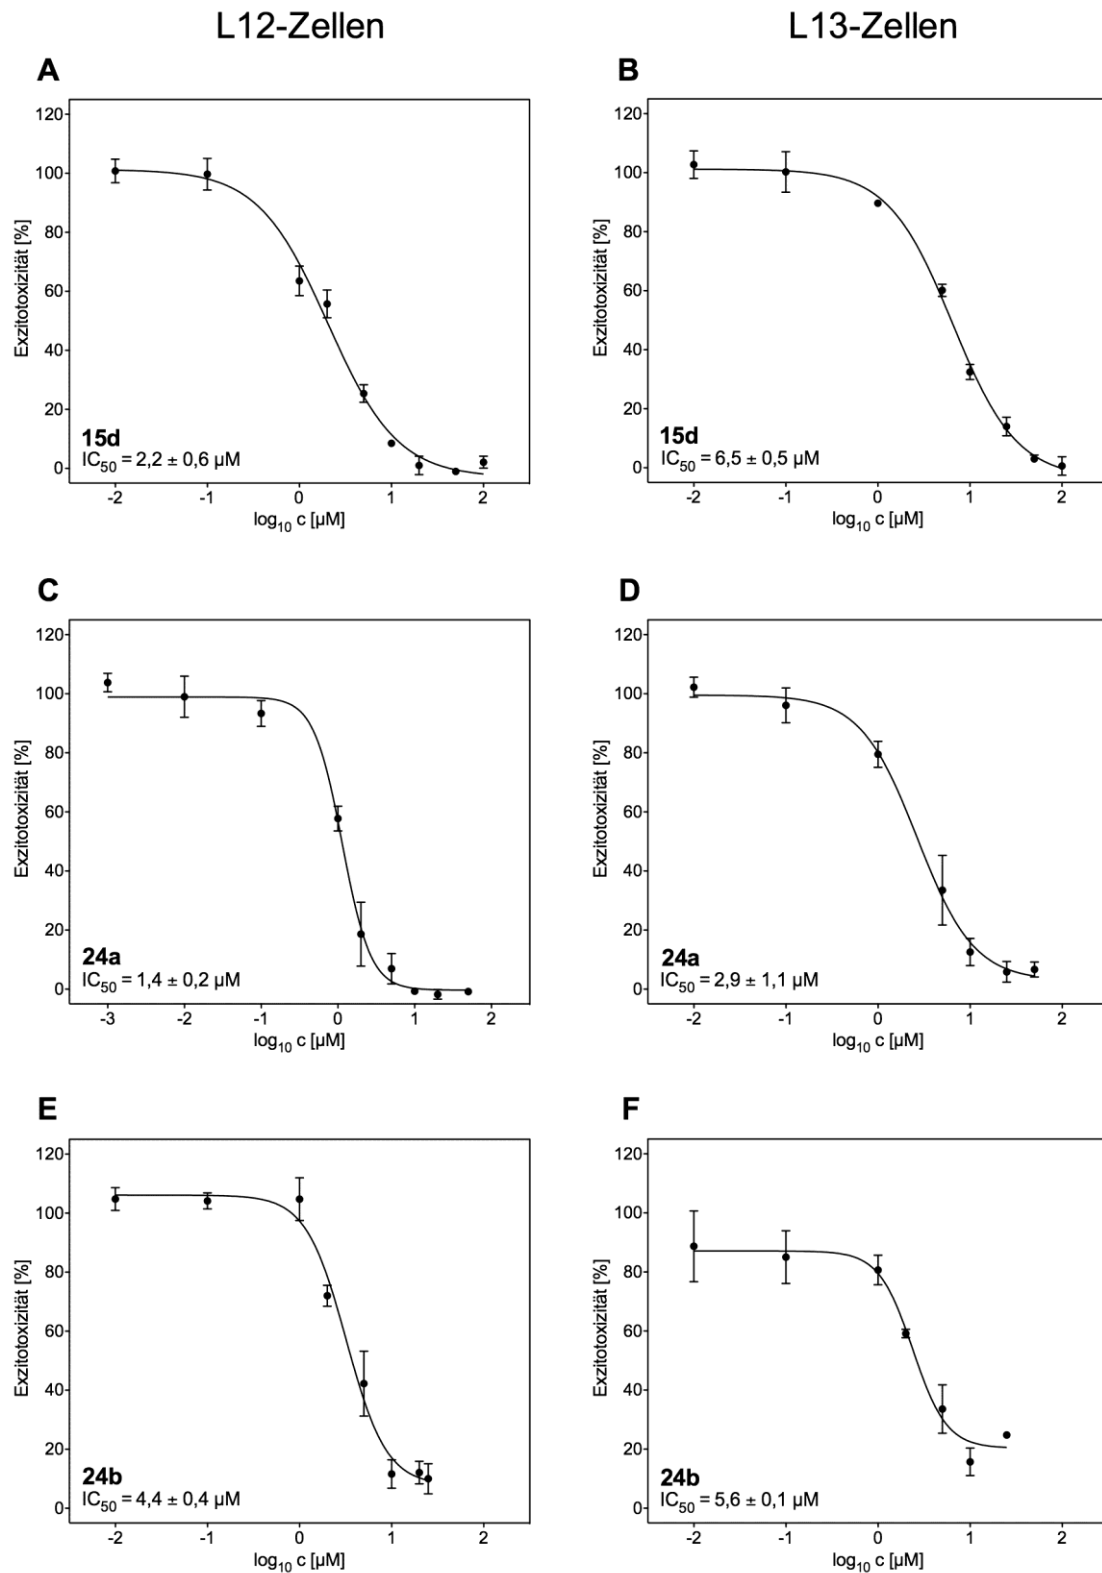 L12-Zellen
L13-Zellen
A
120
100
80
60
40
20
0
Exzitotoxizität [%]
15d
IC50 = 2,2 ± 0,6 µM
-2 -1 0 1 2
log10 c [µM]
B
120
100
80
60
40
20
0
Exzitotoxizität [%]
15d
IC50 = 6,5 ± 0,5 µM
-2 -1 0 1 2
log10 c [µM]
C
120
100
80
60
40
20
0
Exzitotoxizität [%]
24a
IC50 = 1,4 ± 0,2 µM
-3 -2 -1 0 1 2
log10 c [µM]
D
120
100
80
60
40
20
0
Exzitotoxizität [%]
24a
IC50 = 2,9 ± 1,1 µM
-2 -1 0 1 2
log10 c [µM]
E
120
100
80
60
40
20
0
Exzitotoxizität [%]
24b
IC50 = 4,4 ± 0,4 µM
-2 -1 0 1 2
log10 c [µM]
F
120
100
80
60
40
20
0
Exzitotoxizität [%]
24b
IC50 = 5,6 ± 0,1 µM
-2 -1 0 1 2
log10 c [µM]